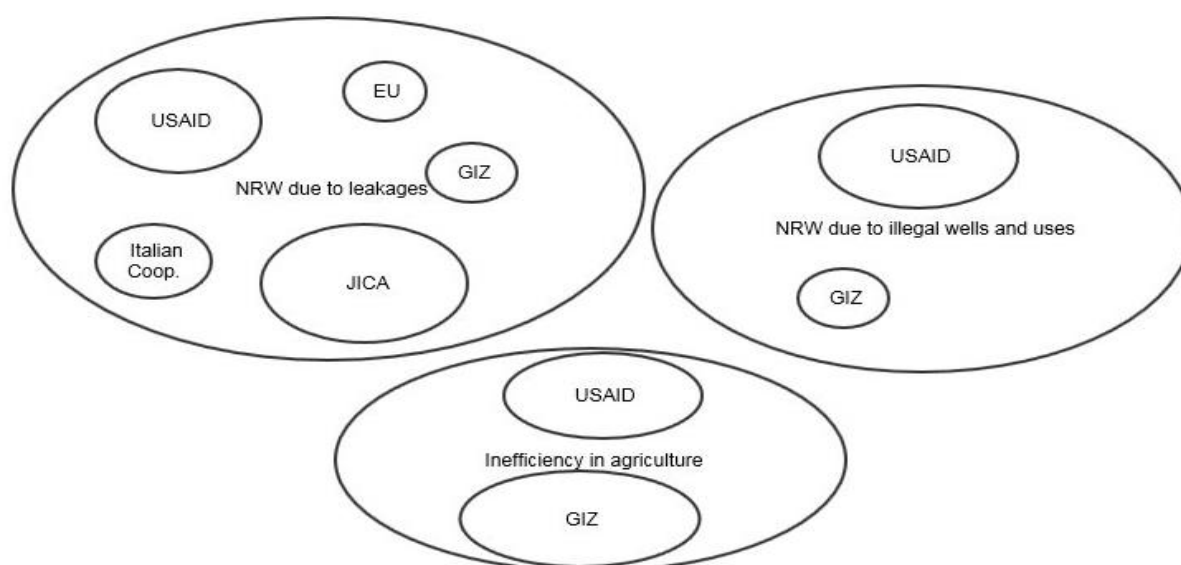 USAID
EU
GIZ
NRW due to leakages
Italian
Coop.
JICA
USAID
NRW due to illegal wells and uses
GIZ
USAID
Inefficiency in agriculture
GIZ